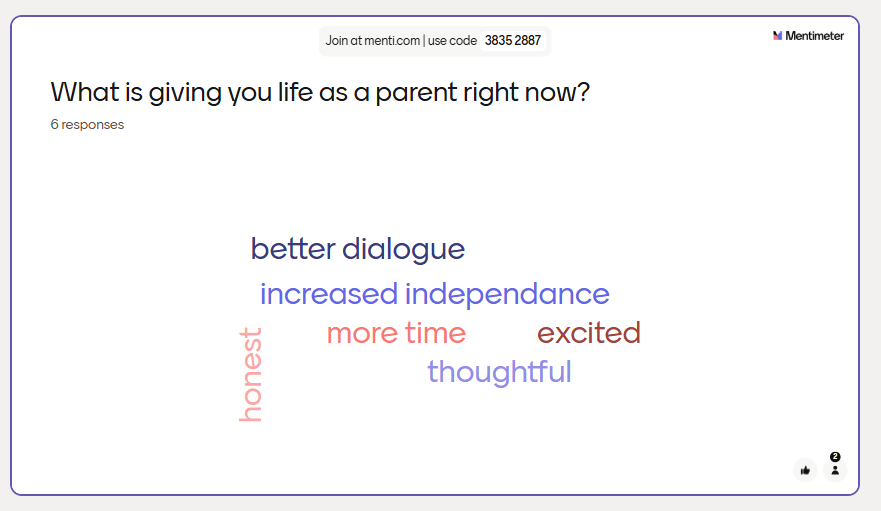 Join at menti.com | use code 3835 2887
Mentimeter
What is giving you life as a parent right now?
6 responses
better dialogue
increased independance
more time
excited
thoughtful
honest
2